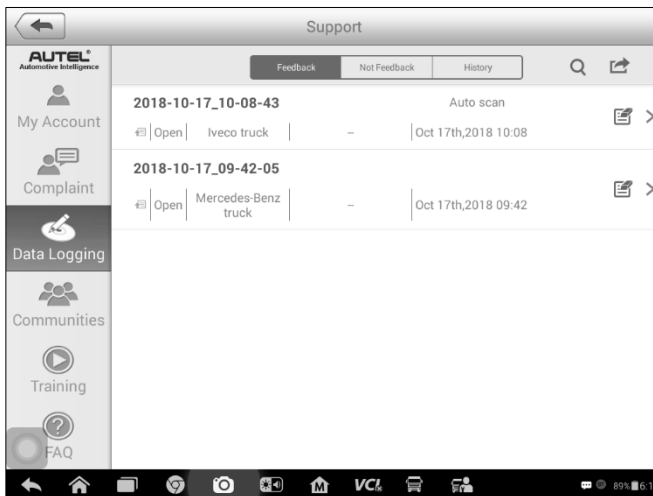 Support
AUTEL®
Automotive Intelligence
Feedback
Not Feedback
History
My Account
Complaint
Data Logging
Communities
Training
FAQ
2018-10-17_10-08-43
Auto scan
Open
Iveco truck
–
Oct 17th,2018 10:08
2018-10-17_09-42-05
Open
Mercedes-Benz
truck
–
Oct 17th,2018 09:42
VCI
89%